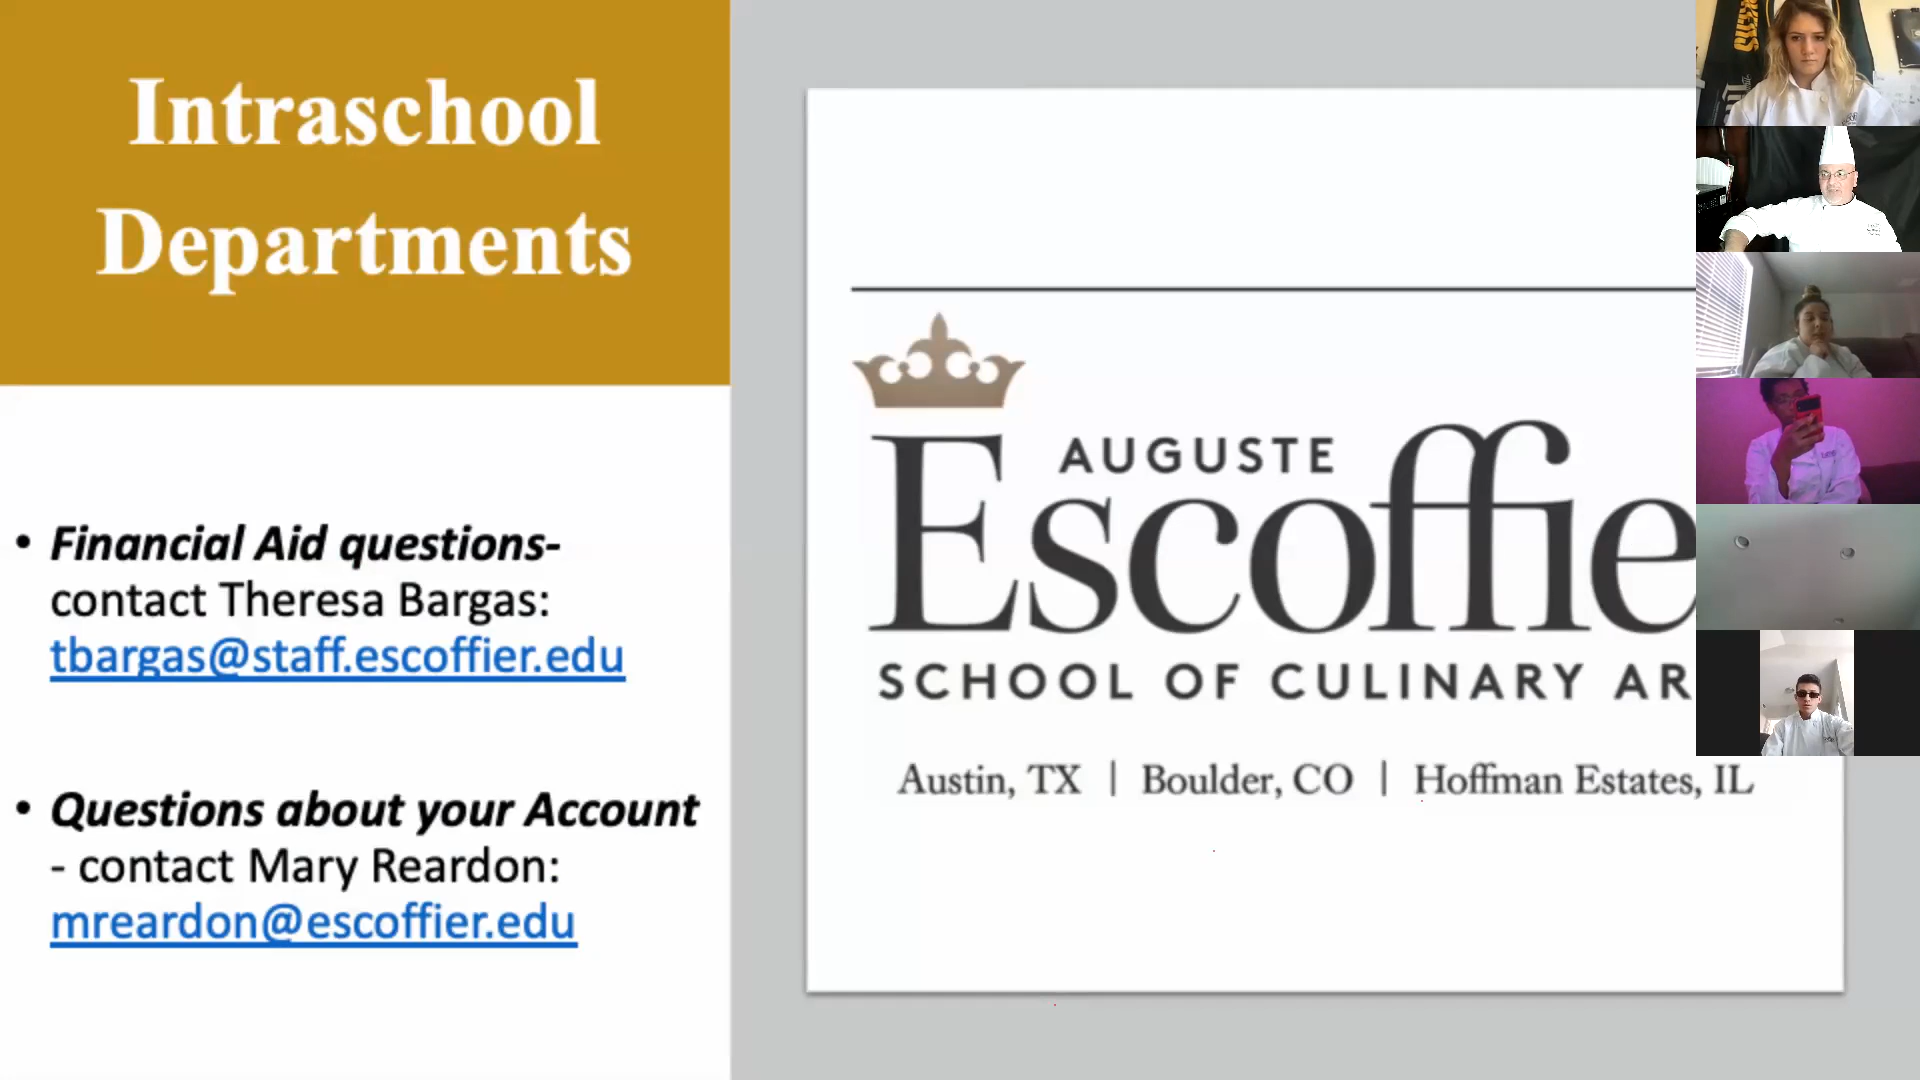 Intraschool
Departments
• Financial Aid questions-
contact Theresa Bargas:
tbargas@staff.escoffier.edu
• Questions about your Account
- contact Mary Reardon:
mreardon@escoffier.edu
AUGUSTE
Escoffie
SCHOOL OF CULINARY AR
Austin, TX | Boulder, CO | Hoffman Estates, IL